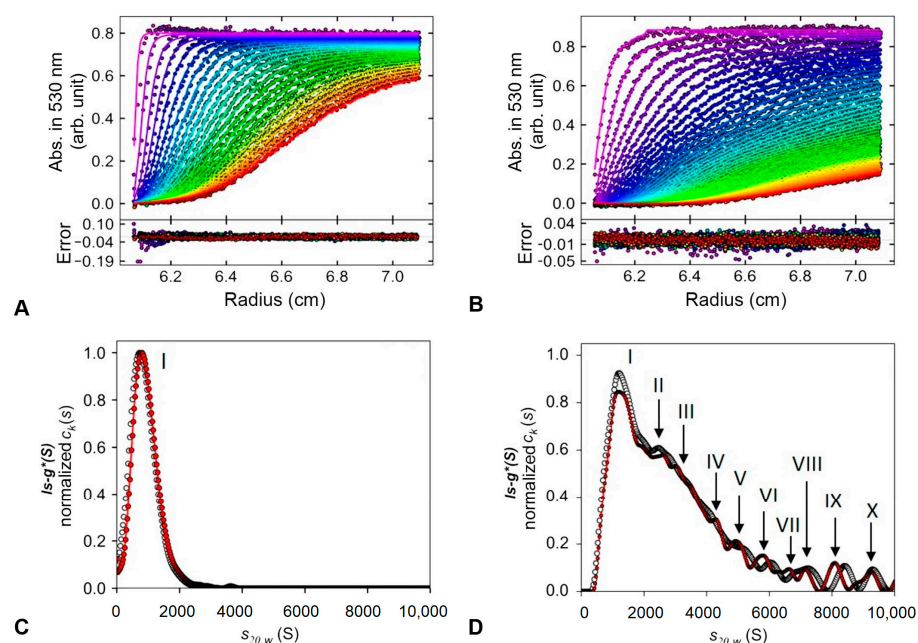 A
Abs. in 530 nm
(arb. unit)
0.8
0.6
0.4
0.2
0.0
Error
0.10
−0.04
−0.19
6.2 6.4 6.6 6.8 7.0
Radius (cm)
B
Abs. in 530 nm
(arb. unit)
0.8
0.6
0.4
0.2
0.0
Error
0.04
−0.01
−0.05
6.2 6.4 6.6 6.8 7.0
Radius (cm)
C
ls-g*(S)
normalized ck(s)
1.0
0.8
0.6
0.4
0.2
0.0
I
0 2000 4000 6000 8000 10,000
s20,w (S)
D
ls-g*(S)
normalized ck(s)
1.0
0.8
0.6
0.4
0.2
0.0
I
II
III
IV
V
VI
VII
VIII
IX
X
0 2000 4000 6000 8000 10,000
s20,w (S)